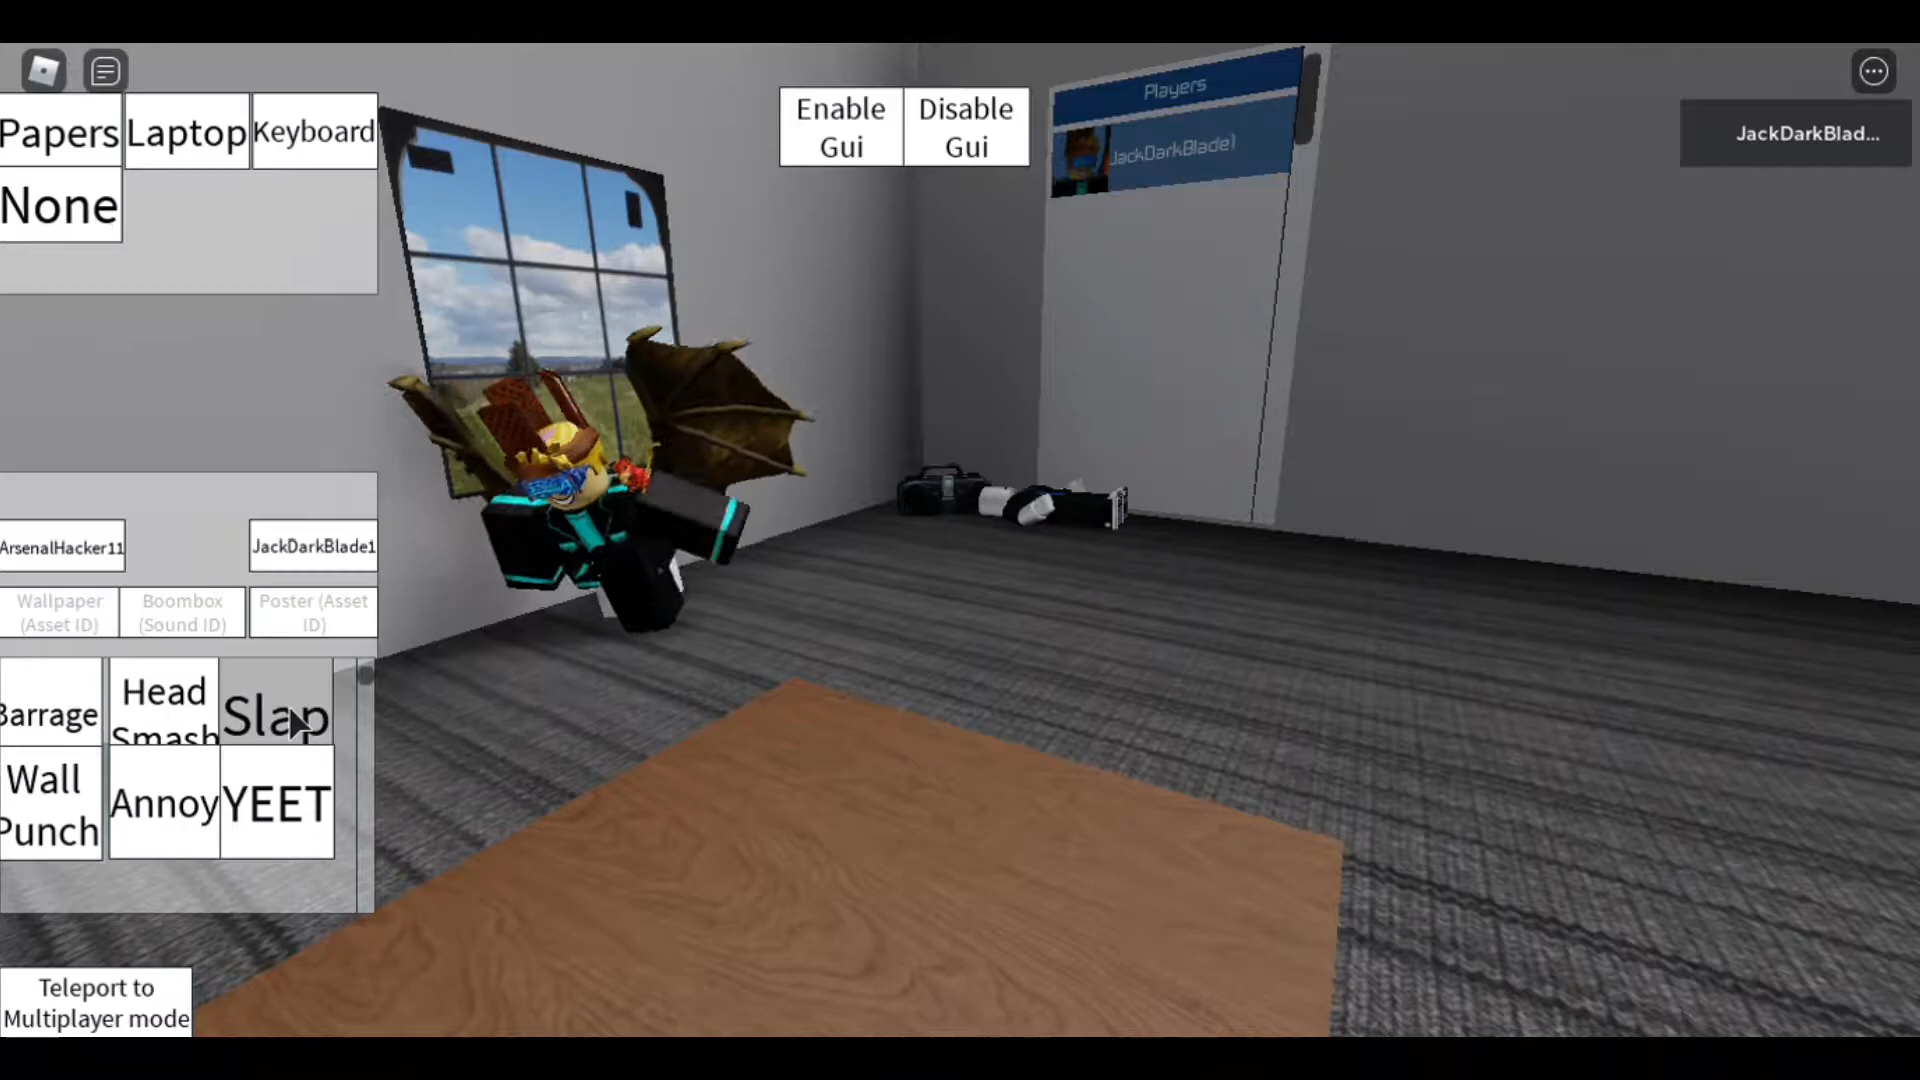 Players
JackDarkBlade1
JackDarkBlad...
Enable
Gui
Disable
Gui
Papers
Laptop
Keyboard
None
ArsenalHacker11
JackDarkBlade1
Wallpaper
(Asset ID)
Boombox
(Sound ID)
Poster (Asset
ID)
Barrage
Head
Smash
Slap
Wall
Punch
Annoy
YEET
Teleport to
Multiplayer mode